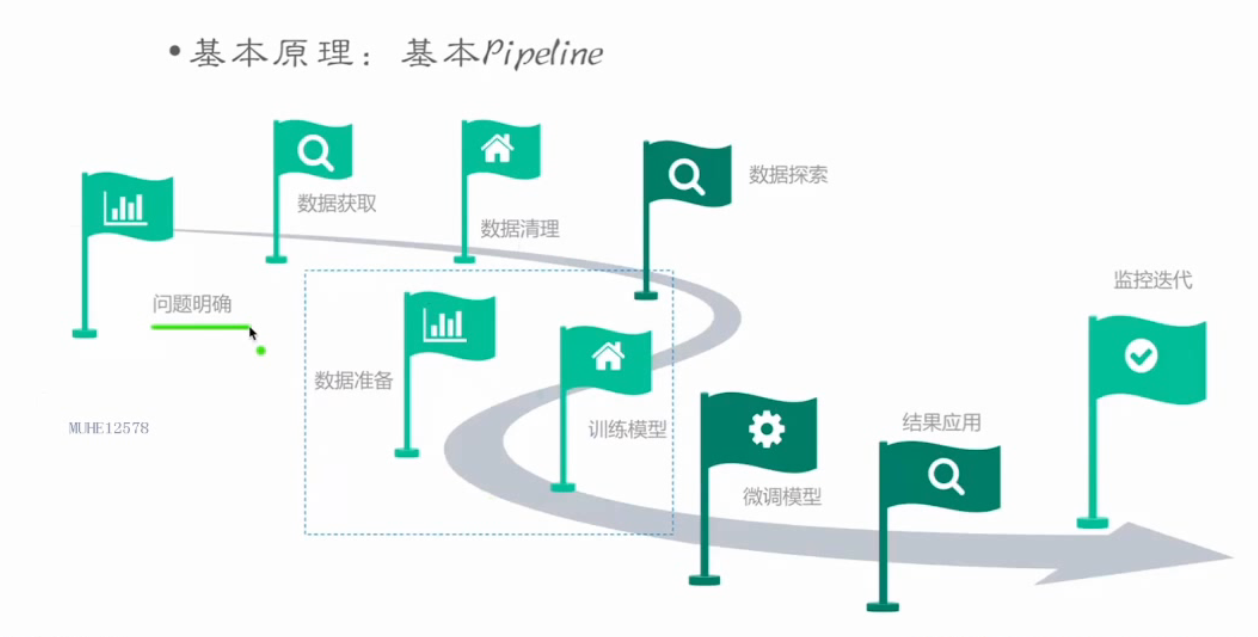 •基本原理：基本Pipeline
问题明确
数据获取
数据清理
数据探索
数据准备
训练模型
微调模型
结果应用
监控迭代
MUHE12578